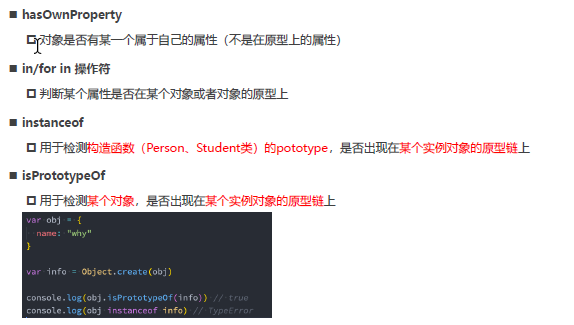 hasOwnProperty
对象是否有某一个属于自己的属性（不是在原型上的属性）
in/for in 操作符
判断某个属性是否在某个对象或者对象的原型上
instanceof
用于检测构造函数（Person、Student类）的pototype，是否出现在某个实例对象的原型链上
isPrototypeOf
用于检测某个对象，是否出现在某个实例对象的原型链上
var obj = {
name: "why"
}
var info = Object.create(obj)
console.log(obj.isPrototypeOf(info)) // true
console.log(obj instanceof info) // TypeError